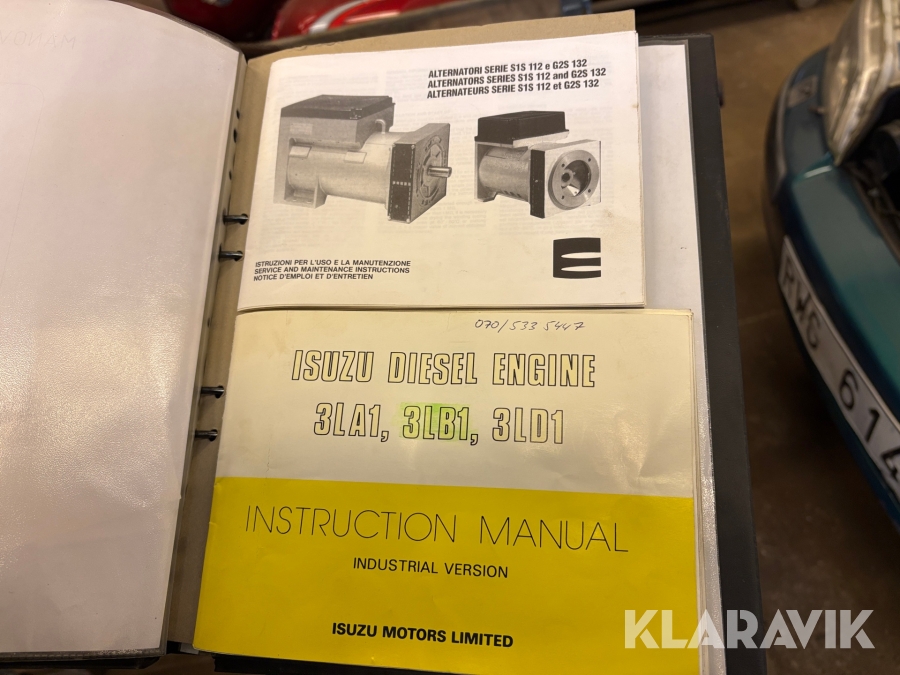 ALTERNATORI SERIE S1S 112 e G2S 132
ALTERNATORS SERIES S1S 112 and G2S 132
ALTERNATEURS SERIE S1S 112 et G2S 132
ISTRUZIONI PER L'USO E LA MANUTENZIONE
SERVICE AND MAINTENANCE INSTRUCTIONS
NOTICE D'EMPLOI ET D'ENTRETIEN
070/533 5447
ISUZU DIESEL ENGINE
3LA1, 3LB1, 3LD1
INSTRUCTION MANUAL
INDUSTRIAL VERSION
ISUZU MOTORS LIMITED
RWG 614
KLARAVIK